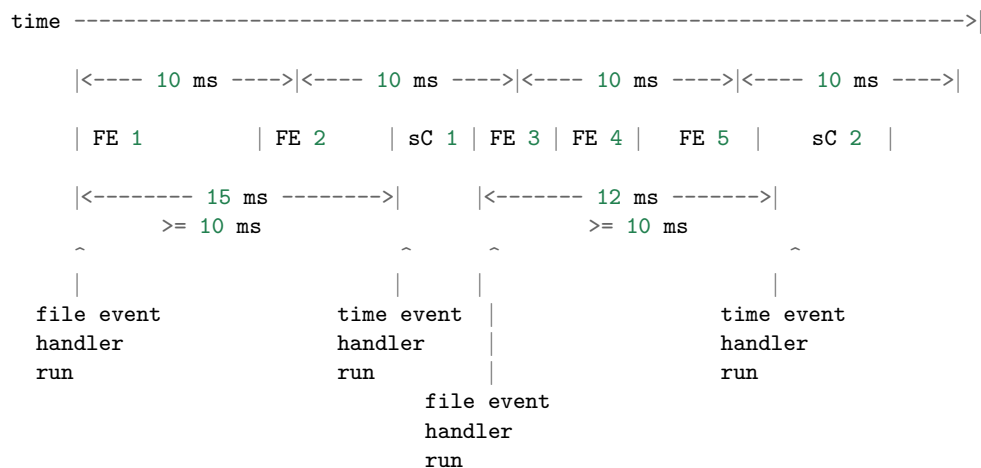 time ----------------------------------------------------------------->|
|<---- 10 ms ---->|<---- 10 ms ---->|<---- 10 ms ---->|<---- 10 ms ---->|
| FE 1 | FE 2 | sC 1 | FE 3 | FE 4 | FE 5 | sC 2 |
|<-------- 15 ms -------->| |<------- 12 ms ------->|
>= 10 ms >= 10 ms
^ ^ ^ ^
| | | |
file event time event | time event
handler handler | handler
run run | run
file event
handler
run